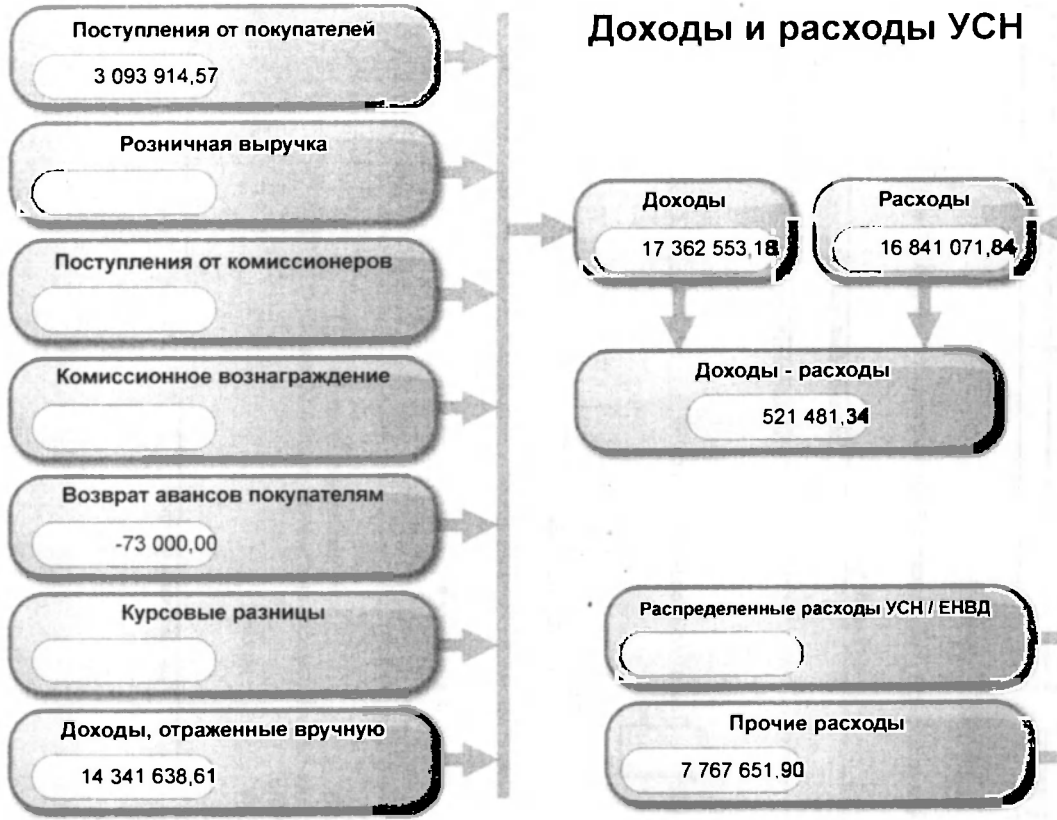 Доходы и расходы УСН
Поступления от покупателей
3 093 914,57
Розничная выручка
Поступления от комиссионеров
Комиссионное вознаграждение
Возврат авансов покупателям
-73 000,00
Курсовые разницы
Доходы, отраженные вручную
14 341 638,61
Доходы
17 362 553,18
Расходы
16 841 071,84
Доходы - расходы
521 481,34
Распределенные расходы УСН / ЕНВД
Прочие расходы
7 767 651,90